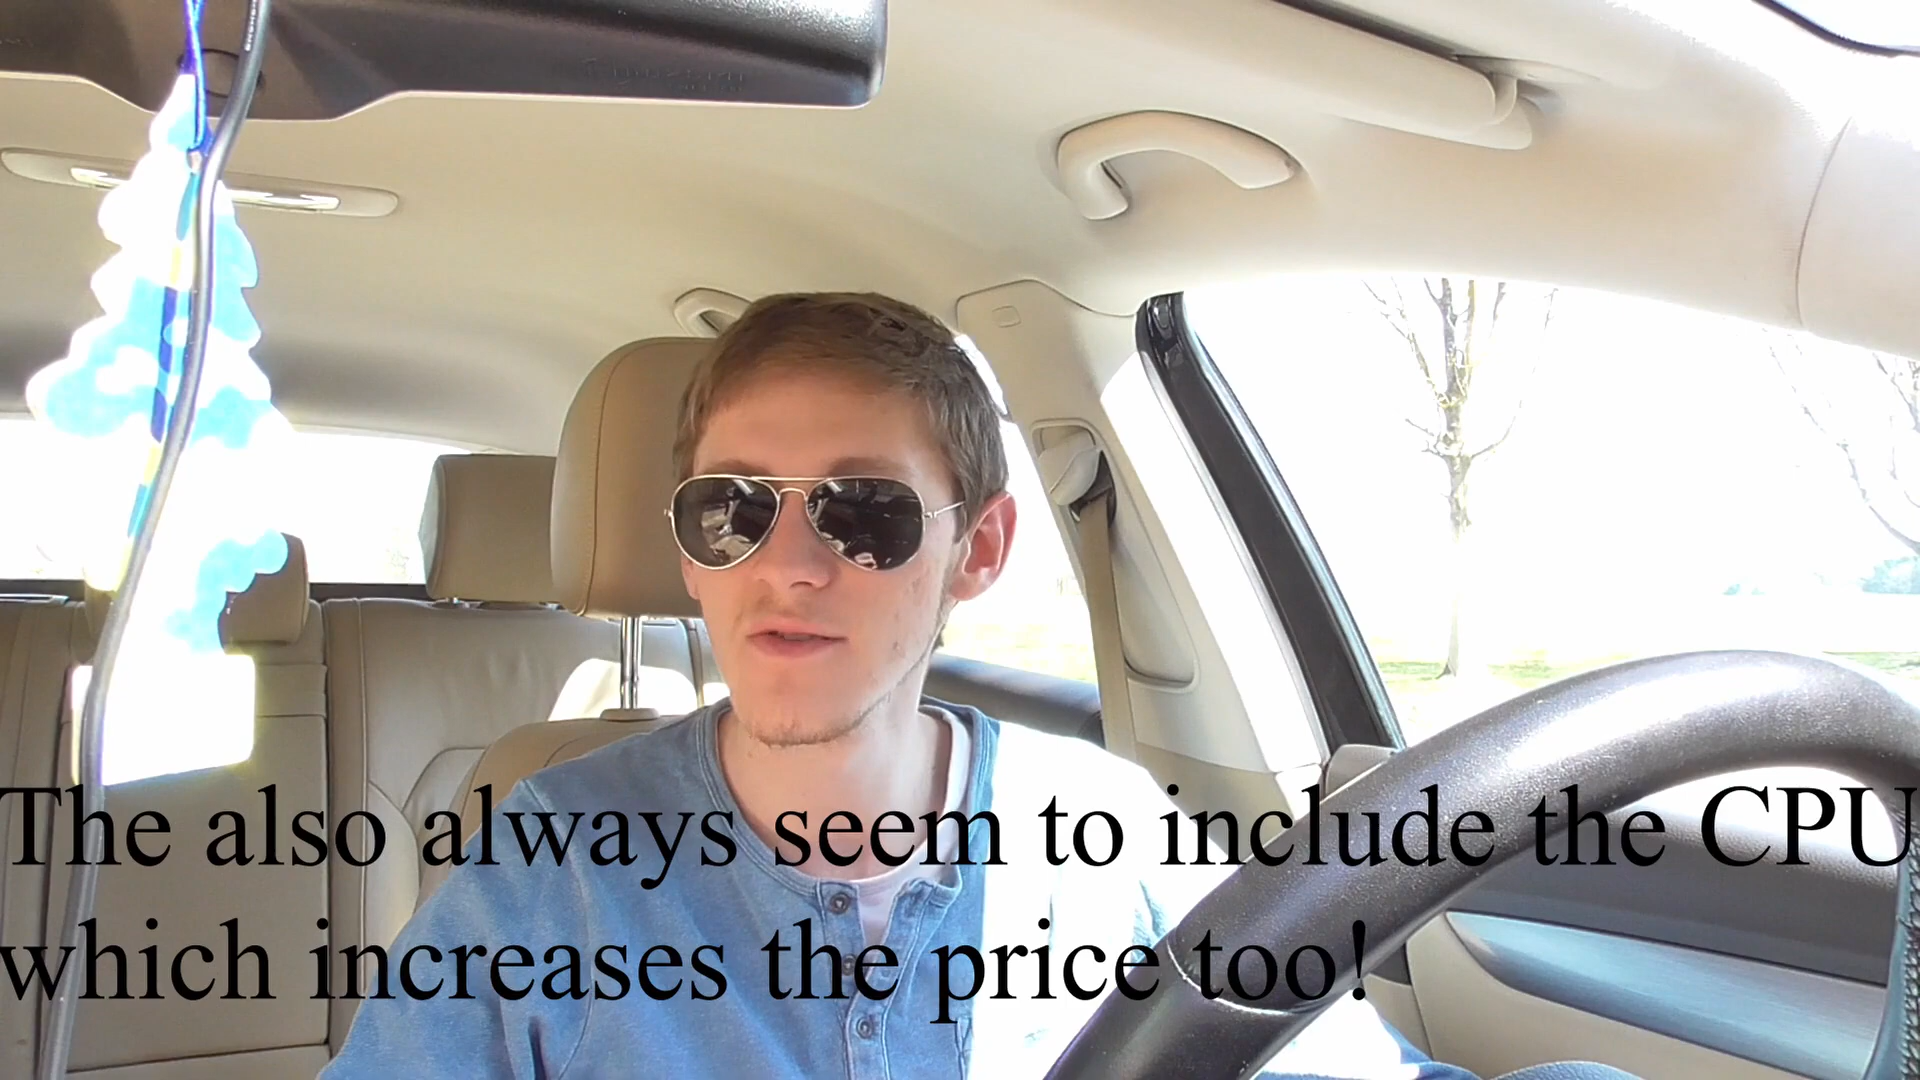 The also always seem to include the CPU
which increases the price too!